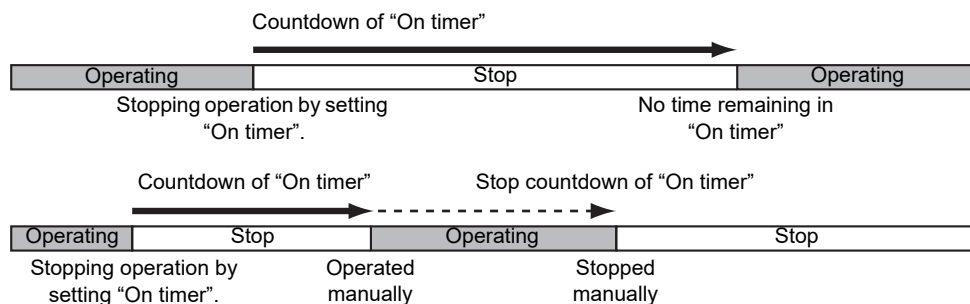 Countdown of “On timer”
Operating Stop Operating
Stopping operation by setting No time remaining in
“On timer”. “On timer”
Countdown of “On timer” Stop countdown of “On timer”
Operating Stop Operating Stop
Stopping operation by Operated Stopped
setting “On timer”. manually manually